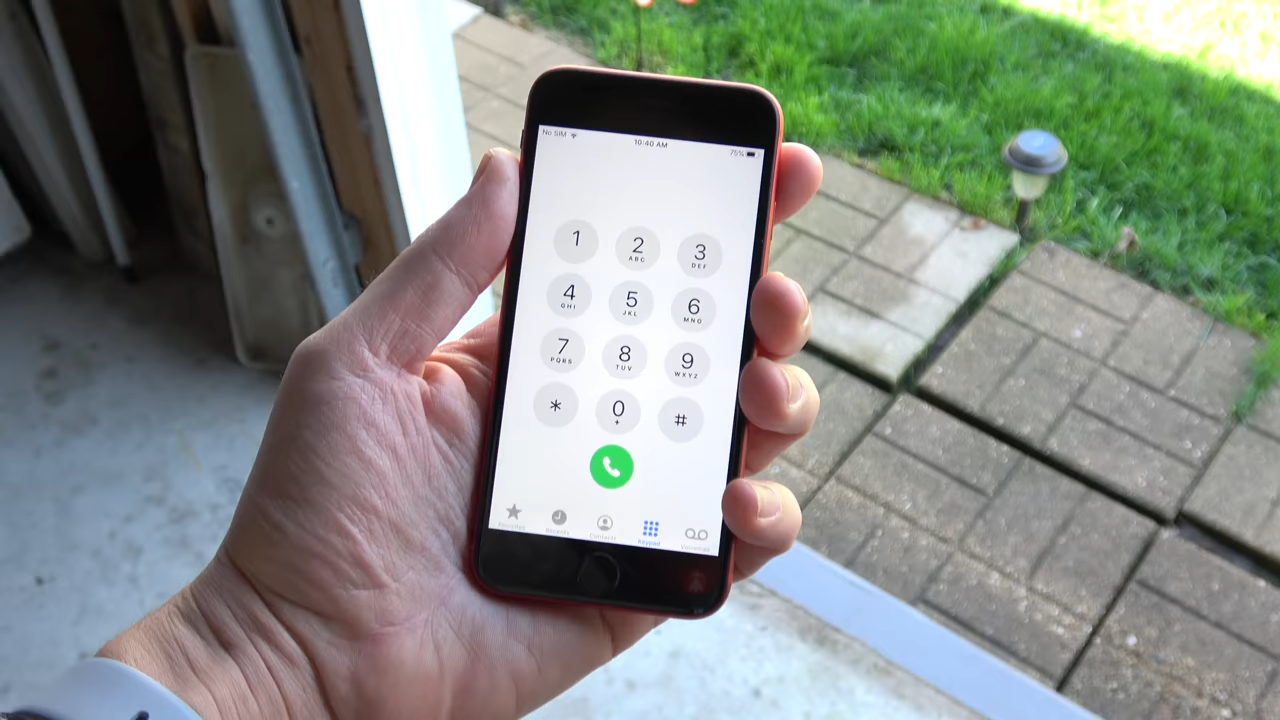 No SIM 10:40 AM 75%
1 2 3
ABC DEF
4 5 6
GHI JKL MNO
7 8 9
PQRS TUV WXYZ
* 0 #
+
Favorites Recents Contacts Keypad Voicemail